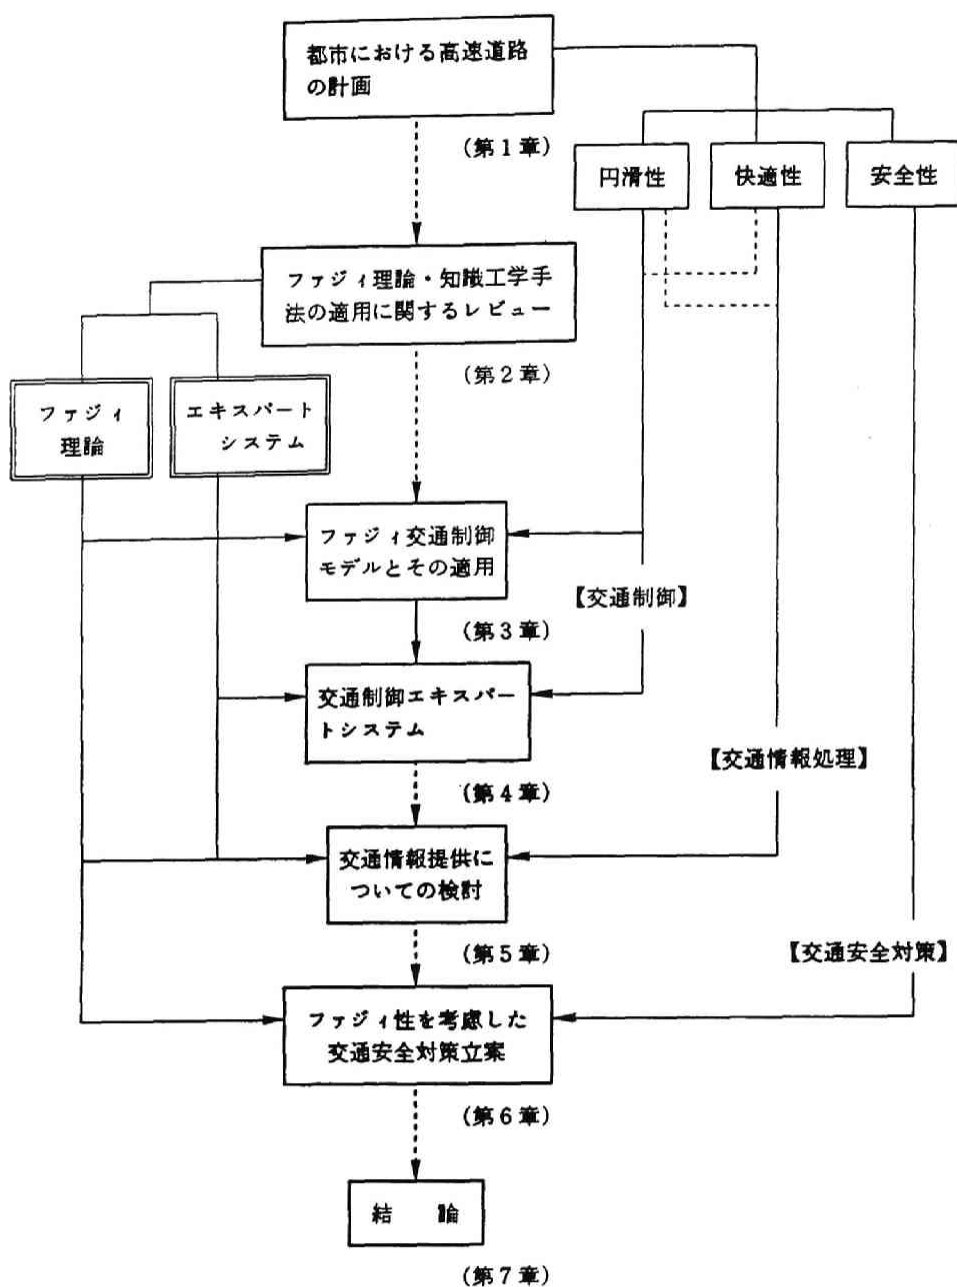 都市における高速道路
の計画
(第1章)
円滑性
快適性
安全性
ファジィ理論・知識工学手
法の適用に関するレビュー
(第2章)
ファジィ
理論
エキスパート
システム
ファジィ交通制御
モデルとその適用
【交通制御】
(第3章)
交通制御エキスパー
トシステム
【交通情報処理】
(第4章)
交通情報提供に
ついての検討
(第5章)
【交通安全対策】
ファジィ性を考慮した
交通安全対策立案
(第6章)
結 論
(第7章)